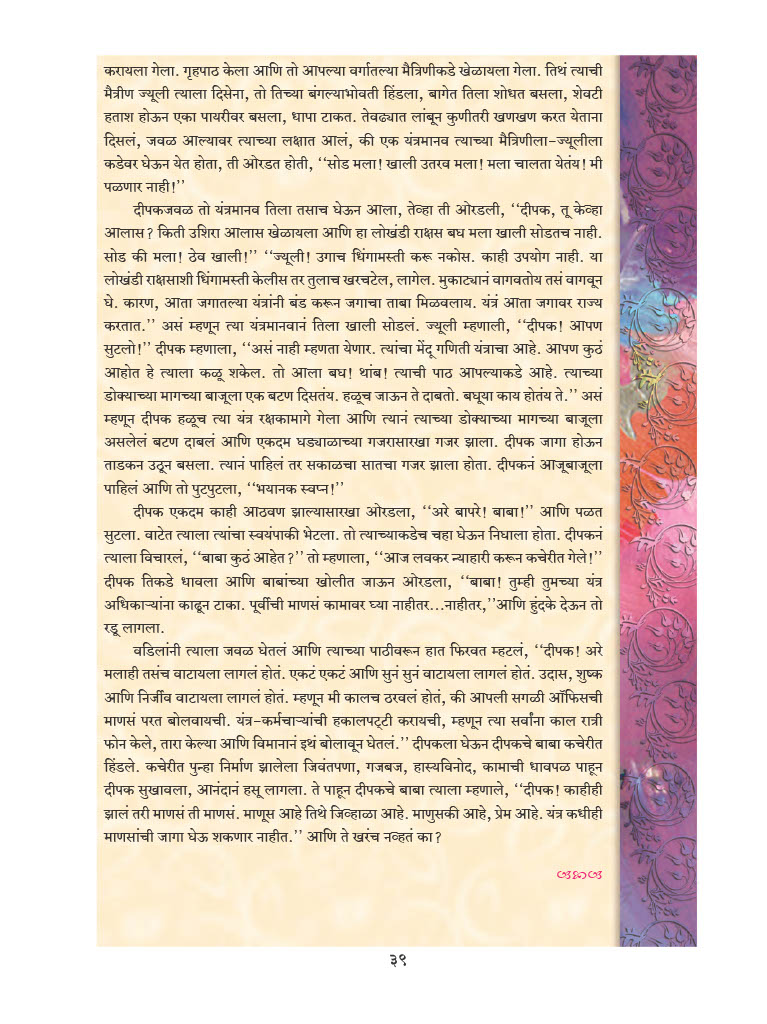 करायला गेला. गृहपाठ केला आणि तो आपल्या वर्गातल्या मैत्रिणीकडे खेळायला गेला. तिथं त्याची
मैत्रीण ज्यूली त्याला दिसेना, तो तिच्या बंगल्याभोवती हिंडला, बागेत तिला शोधत बसला, शेवटी
हताश होऊन एका पायरीवर बसला, धापा टाकत. तेवढ्यात लांबून कुणीतरी खणखण करत येताना
दिसलं, जवळ आल्यावर त्याच्या लक्षात आलं, की एक यंत्रमानव त्याच्या मैत्रिणीला–ज्यूलीला
कडेवर घेऊन येत होता, ती ओरडत होती, ‘‘सोड मला! खाली उतरव मला! मला चालता येतंय! मी
पळणार नाही!’’
दीपकजवळ तो यंत्रमानव तिला तसाच घेऊन आला, तेव्हा ती ओरडली, ‘‘दीपक, तू केव्हा
आलास? किती उशिरा आलास खेळायला आणि हा लोखंडी राक्षस बघ मला खाली सोडतच नाही.
सोड की मला! ठेव खाली!’’ ‘‘ज्यूली! उगाच धिंगामस्ती करू नकोस. काही उपयोग नाही. या
लोखंडी राक्षसाशी धिंगामस्ती केलीस तर तुलाच खरचटेल, लागेल. मुकाट्यानं वागवतोय तसं वागवून
घे. कारण, आता जगातल्या यंत्रांनी बंड करून जगाचा ताबा मिळवलाय. यंत्रं आता जगावर राज्य
करतात.’’ असं म्हणून त्या यंत्रमानवानं तिला खाली सोडलं. ज्यूली म्हणाली, ‘‘दीपक! आपण
सुटलो!’’ दीपक म्हणाला, ‘‘असं नाही म्हणता येणार. त्यांचा मेंदू गणिती यंत्राचा आहे. आपण कुठं
आहोत हे त्याला कळू शकेल. तो आला बघ! थांब! त्याची पाठ आपल्याकडे आहे. त्याच्या
डोक्याच्या मागच्या बाजूला एक बटण दिसतंय. हळूच जाऊन ते दाबतो. बघूया काय होतंय ते.’’ असं
म्हणून दीपक हळूच त्या यंत्र रक्षकामागे गेला आणि त्यानं त्याच्या डोक्याच्या मागच्या बाजूला
असलेलं बटण दाबलं आणि एकदम घड्याळाच्या गजरासारखा गजर झाला. दीपक जागा होऊन
ताडकन उठून बसला. त्यानं पाहिलं तर सकाळचा सातचा गजर झाला होता. दीपकनं आजूबाजूला
पाहिलं आणि तो पुटपुटला, ‘‘भयानक स्वप्न!’’
दीपक एकदम काही आठवण झाल्यासारखा ओरडला, ‘‘अरे बापरे! बाबा!’’ आणि पळत
सुटला. वाटेत त्याला त्यांचा स्वयंपाकी भेटला. तो त्याच्याकडेच चहा घेऊन निघाला होता. दीपकनं
त्याला विचारलं, ‘‘बाबा कुठं आहेत?’’ तो म्हणाला, ‘‘आज लवकर न्याहारी करून कचेरीत गेले!’’
दीपक तिकडे धावला आणि बाबांच्या खोलीत जाऊन ओरडला, ‘‘बाबा! तुम्ही तुमच्या यंत्र
अधिकाऱ्यांना काढून टाका. पूर्वीची माणसं कामावर घ्या नाहीतर...नाहीतर,’’आणि हुंदके देऊन तो
रडू लागला.
वडिलांनी त्याला जवळ घेतलं आणि त्याच्या पाठीवरून हात फिरवत म्हटलं, ‘‘दीपक! अरे
मलाही तसंच वाटायला लागलं होतं. एकटं एकटं आणि सुनं सुनं वाटायला लागलं होतं. उदास, शुष्क
आणि निर्जीव वाटायला लागलं होतं. म्हणून मी कालच ठरवलं होतं, की आपली सगळी ऑफिसची
माणसं परत बोलवायची. यंत्र–कर्मचाऱ्यांची हकालपट्टी करायची, म्हणून त्या सर्वांना काल रात्री
फोन केले, तारा केल्या आणि विमानानं इथं बोलावून घेतलं.’’ दीपकला घेऊन दीपकचे बाबा कचेरीत
हिंडले. कचेरीत पुन्हा निर्माण झालेला जिवंतपणा, गजबज, हास्यविनोद, कामाची धावपळ पाहून
दीपक सुखावला, आनंदानं हसू लागला. ते पाहून दीपकचे बाबा त्याला म्हणाले, ‘‘दीपक! काहीही
झालं तरी माणसं ती माणसं. माणूस आहे तिथे जिव्हाळा आहे. माणुसकी आहे, प्रेम आहे. यंत्र कधीही
माणसांची जागा घेऊ शकणार नाहीत.’’ आणि ते खरंच नव्हतं का?
३९